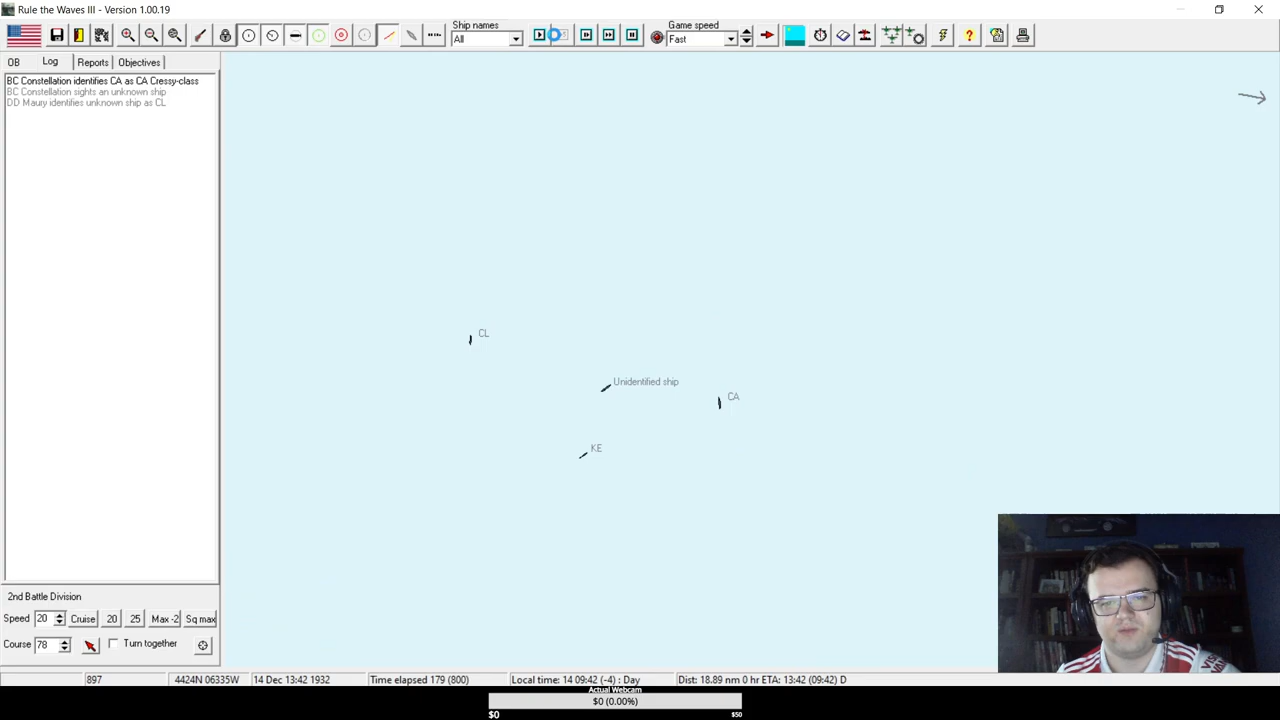 Rule the Waves III - Version 1.00.19
Ship names
All
Game speed
Fast
OB
Log
Reports
Objectives
BC Constellation identifies CA as CA Cressy-class
BC Constellation sights an unknown ship
DD Maury identifies unknown ship as CL
CL
Unidentified ship
CA
KE
2nd Battle Division
Speed 20 Cruise 20 25 Max -2 Sq max
Course 78 Turn together
897 4424N 06335W 14 Dec 13:42 1932 Time elapsed 179 (800) Local time: 14 09:42 (-4) : Day Dist: 18.89 nm 0 hr ETA: 13:42 (09:42) D
Actual Webcam
$0 (0.00%)
$0 $50